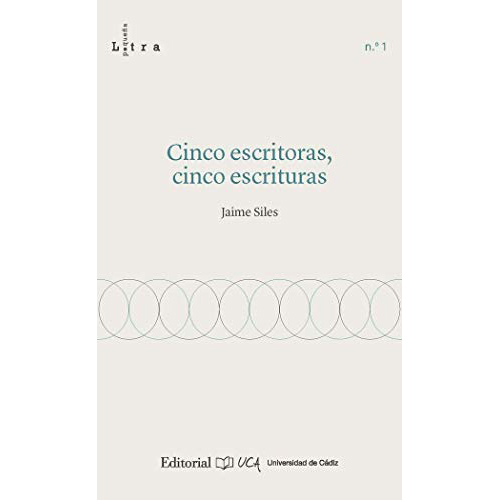 pequeña
Letra
n.º 1
Cinco escritoras,
cinco escrituras
Jaime Siles
Editorial UCA Universidad de Cádiz